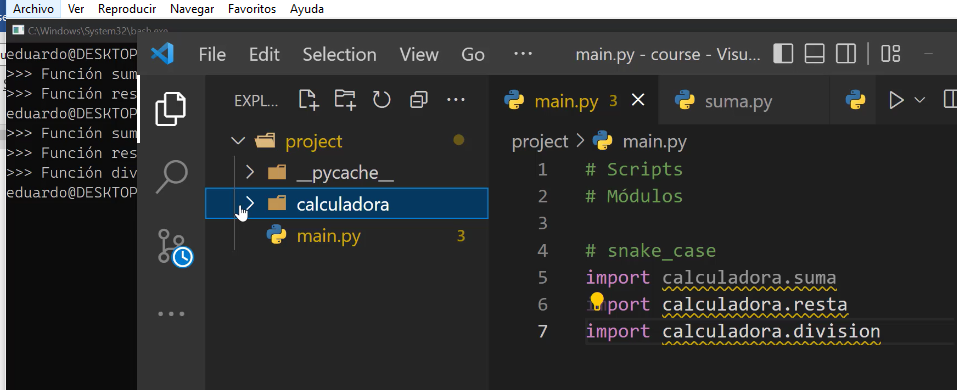 Archivo Ver Reproducir Navegar Favoritos Ayuda
C:\Windows\System32\bash.exe
eduardo@DESKTOP
>>> Función sum
>>> Función res
eduardo@DESKTOP
>>> Función sum
>>> Función res
>>> Función div
eduardo@DESKTOP
File Edit Selection View Go ··· main.py - course - Visu...
EXPL... ···
project
__pycache__
calculadora
main.py 3
···
main.py 3 suma.py
project > main.py
1 # Scripts
2 # Módulos
3
4 # snake_case
5 import calculadora.suma
6 import calculadora.resta
7 import calculadora.division